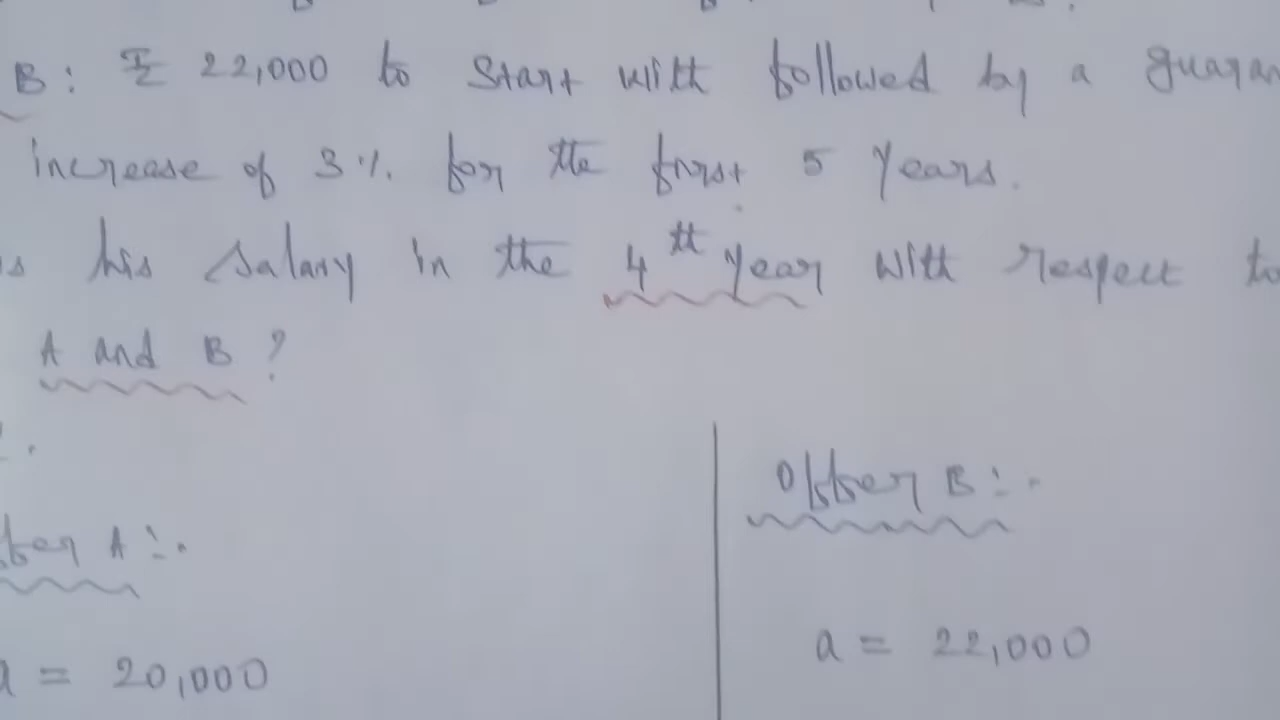 B: ₹ 22,000 to Start with followed by a guaran
increase of 3% for the first 5 years.
his salary in the 4th year with respect to
A and B ?
Offer B :-
A :-
a = 22,000
a = 20,000